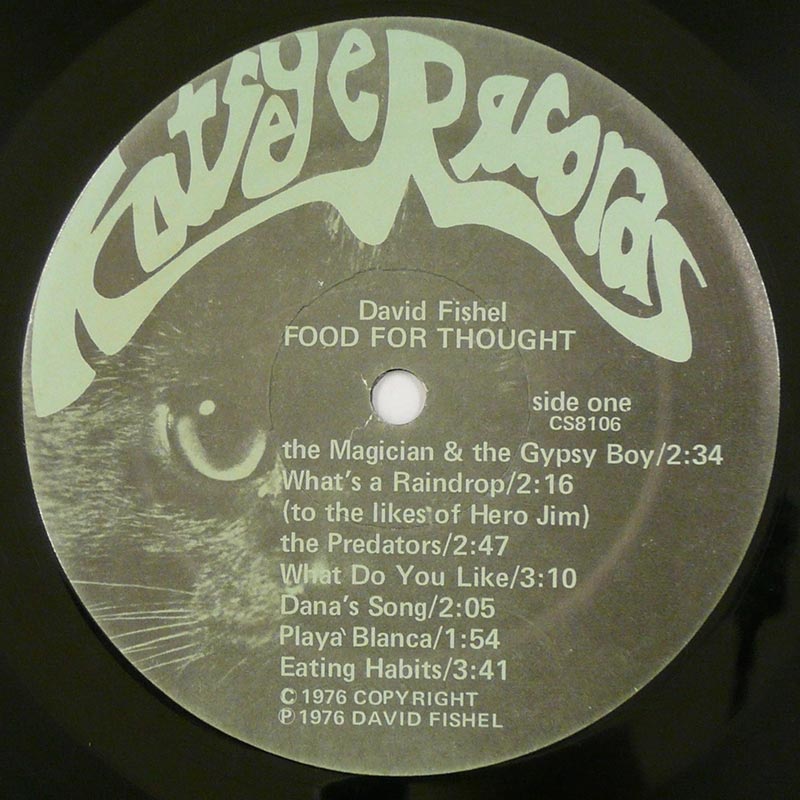 Katseye Records
David Fishel
FOOD FOR THOUGHT
side one
CS8106
the Magician & the Gypsy Boy/2:34
What's a Raindrop/2:16
(to the likes of Hero Jim)
the Predators/2:47
What Do You Like/3:10
Dana's Song/2:05
Playa Blanca/1:54
Eating Habits/3:41
© 1976 COPYRIGHT
℗ 1976 DAVID FISHEL